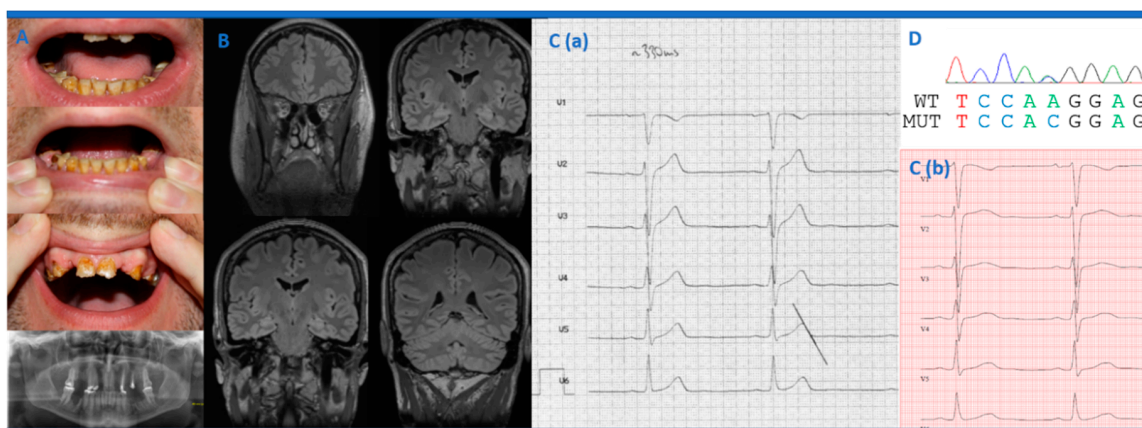 A
B
C (a)
~330ms
V1
V2
V3
V4
V5
V6
D
WT T C C A A G G A G
MUT T C C A C G G A G
C (b)
V1
V2
V3
V4
V5